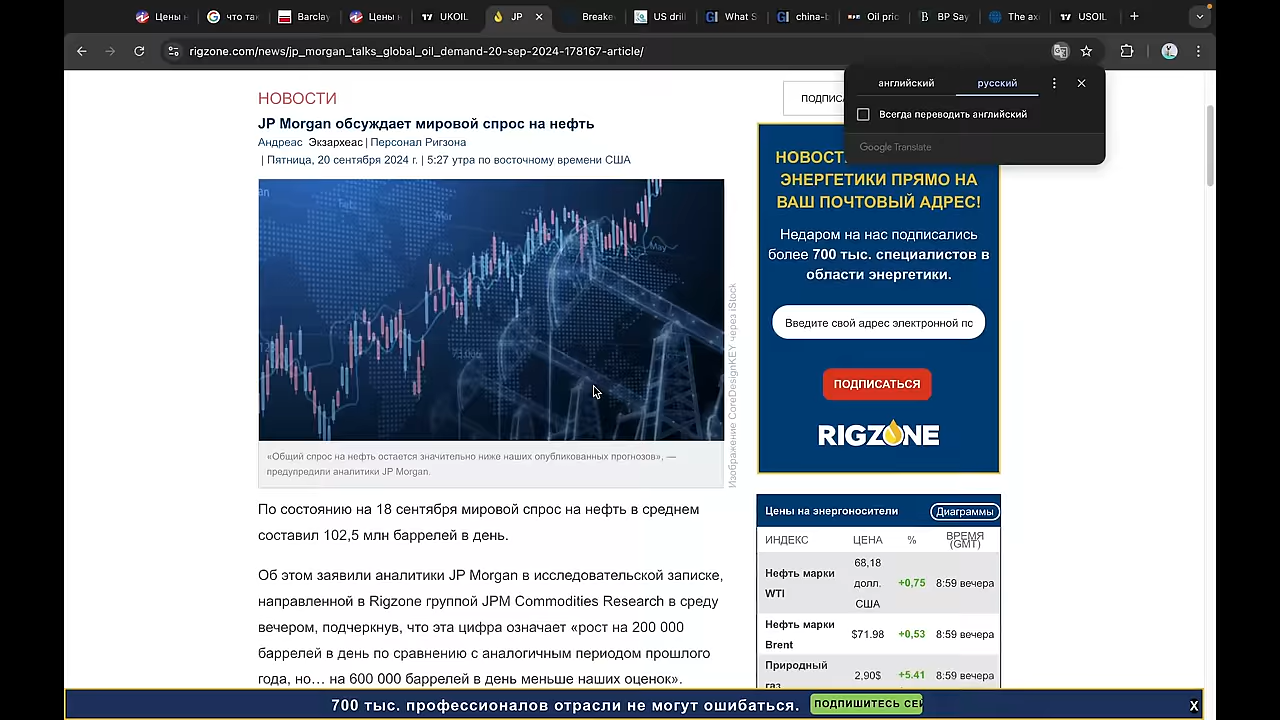 Цены н
что та
Barclay
Цены н
UKOIL
JP
Breake
US drill
What S
china-b
Oil pric
BP Say
The ax
USOIL
rigzone.com/news/jp_morgan_talks_global_oil_demand-20-sep-2024-178167-article/
английский русский
Всегда переводить английский
Google Translate
НОВОСТИ
JP Morgan обсуждает мировой спрос на нефть
Андреас Экзархеас | Персонал Ригзона
| Пятница, 20 сентября 2024 г. | 5:27 утра по восточному времени США
Изображение CoreDesignKEY через iStock
«Общий спрос на нефть остается значительно ниже наших опубликованных прогнозов», —
предупредили аналитики JP Morgan.
По состоянию на 18 сентября мировой спрос на нефть в среднем
составил 102,5 млн баррелей в день.
Об этом заявили аналитики JP Morgan в исследовательской записке,
направленной в Rigzone группой JPM Commodities Research в среду
вечером, подчеркнув, что эта цифра означает «рост на 200 000
баррелей в день по сравнению с аналогичным периодом прошлого
года, но… на 600 000 баррелей в день меньше наших оценок».
ПОДПИС
НОВОСТ
ЭНЕРГЕТИКИ ПРЯМО НА
ВАШ ПОЧТОВЫЙ АДРЕС!
Недаром на нас подписались
более 700 тыс. специалистов в
области энергетики.
Введите свой адрес электронной по
ПОДПИСАТЬСЯ
RIGZONE
Цены на энергоносители Диаграммы
ИНДЕКС ЦЕНА % ВРЕМЯ
(GMT)
Нефть марки WTI 68,18 долл. США +0,75 8:59 вечера
Нефть марки Brent $71.98 +0,53 8:59 вечера
Природный газ 2,90$ +5.41 8:59 вечера
700 тыс. профессионалов отрасли не могут ошибаться. ПОДПИШИТЕСЬ СЕЙ X